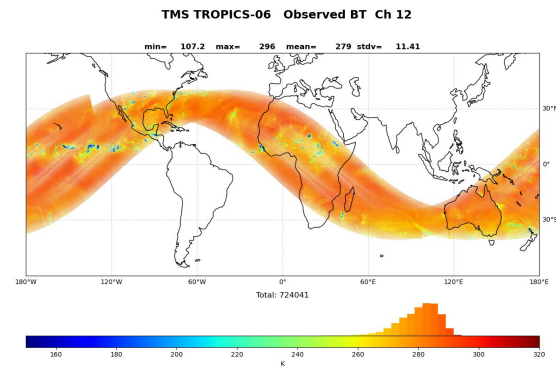 TMS TROPICS-06 Observed BT Ch 12
min= 107.2 max= 296 mean= 279 stdv= 11.41
30°N
0°
30°S
180°W 120°W 60°W 0° 60°E 120°E 180°E
Total: 724041
160 180 200 220 240 260 280 300 320
K